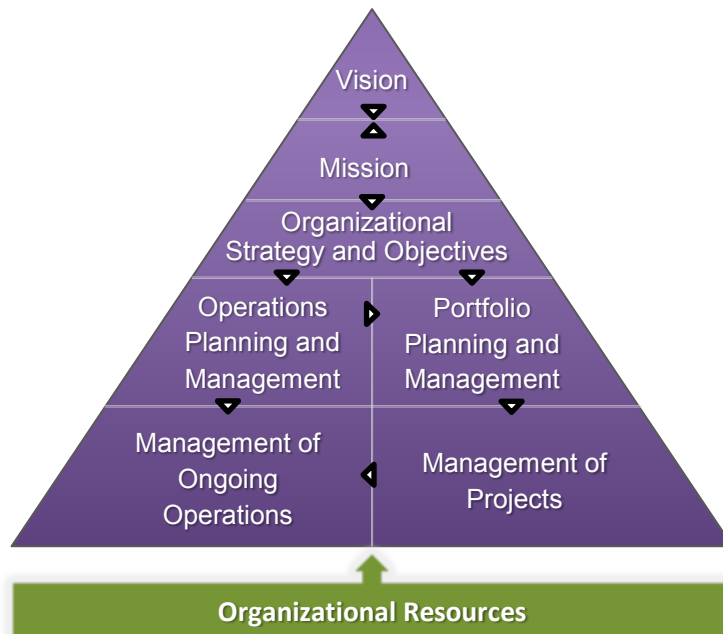 Vision
Mission
Organizational
Strategy and Objectives
Operations
Planning and
Management
Portfolio
Planning and
Management
Management of
Ongoing
Operations
Management of
Projects
Organizational Resources